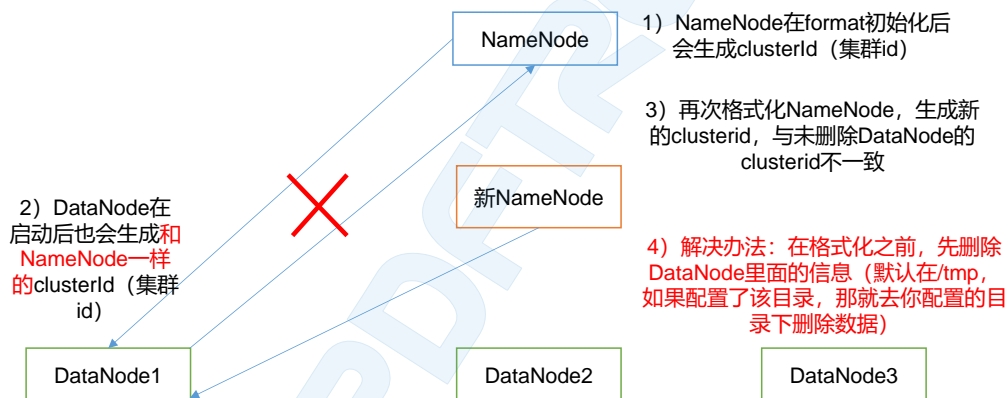 NameNode
1）NameNode在format初始化后
会生成clusterId（集群id）
3）再次格式化NameNode，生成新
的clusterid，与未删除DataNode的
clusterid不一致
新NameNode
2）DataNode在
启动后也会生成和
NameNode一样
的clusterId（集群
id）
4）解决办法：在格式化之前，先删除
DataNode里面的信息（默认在/tmp，
如果配置了该目录，那就去你配置的目
录下删除数据）
DataNode1
DataNode2
DataNode3